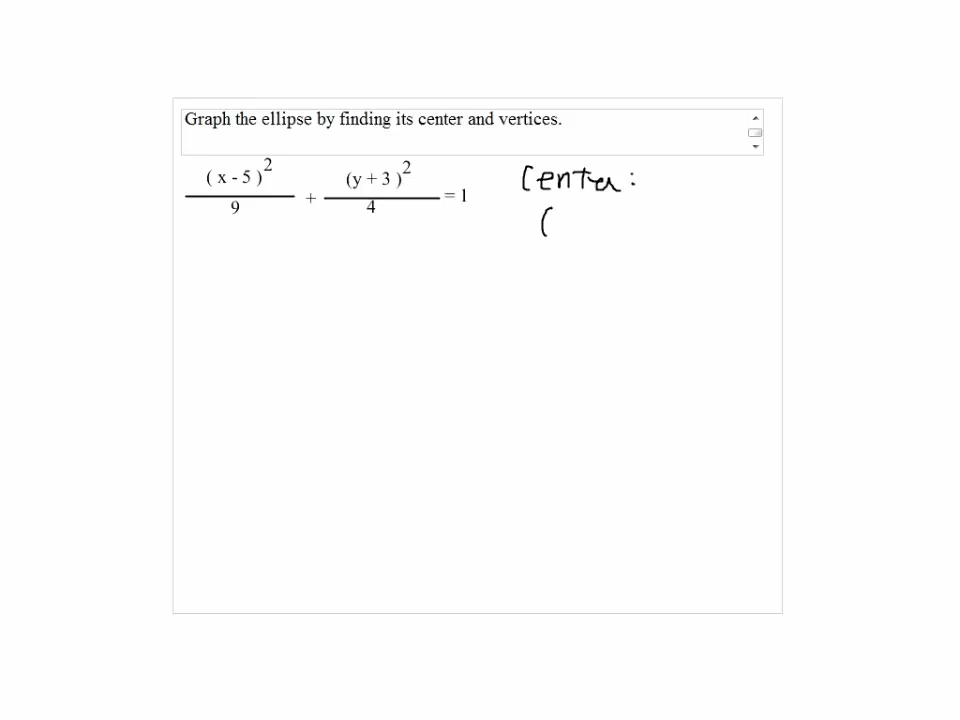 Graph the ellipse by finding its center and vertices.
( x - 5 )^2 / 9 + (y + 3 )^2 / 4 = 1
Center:
(